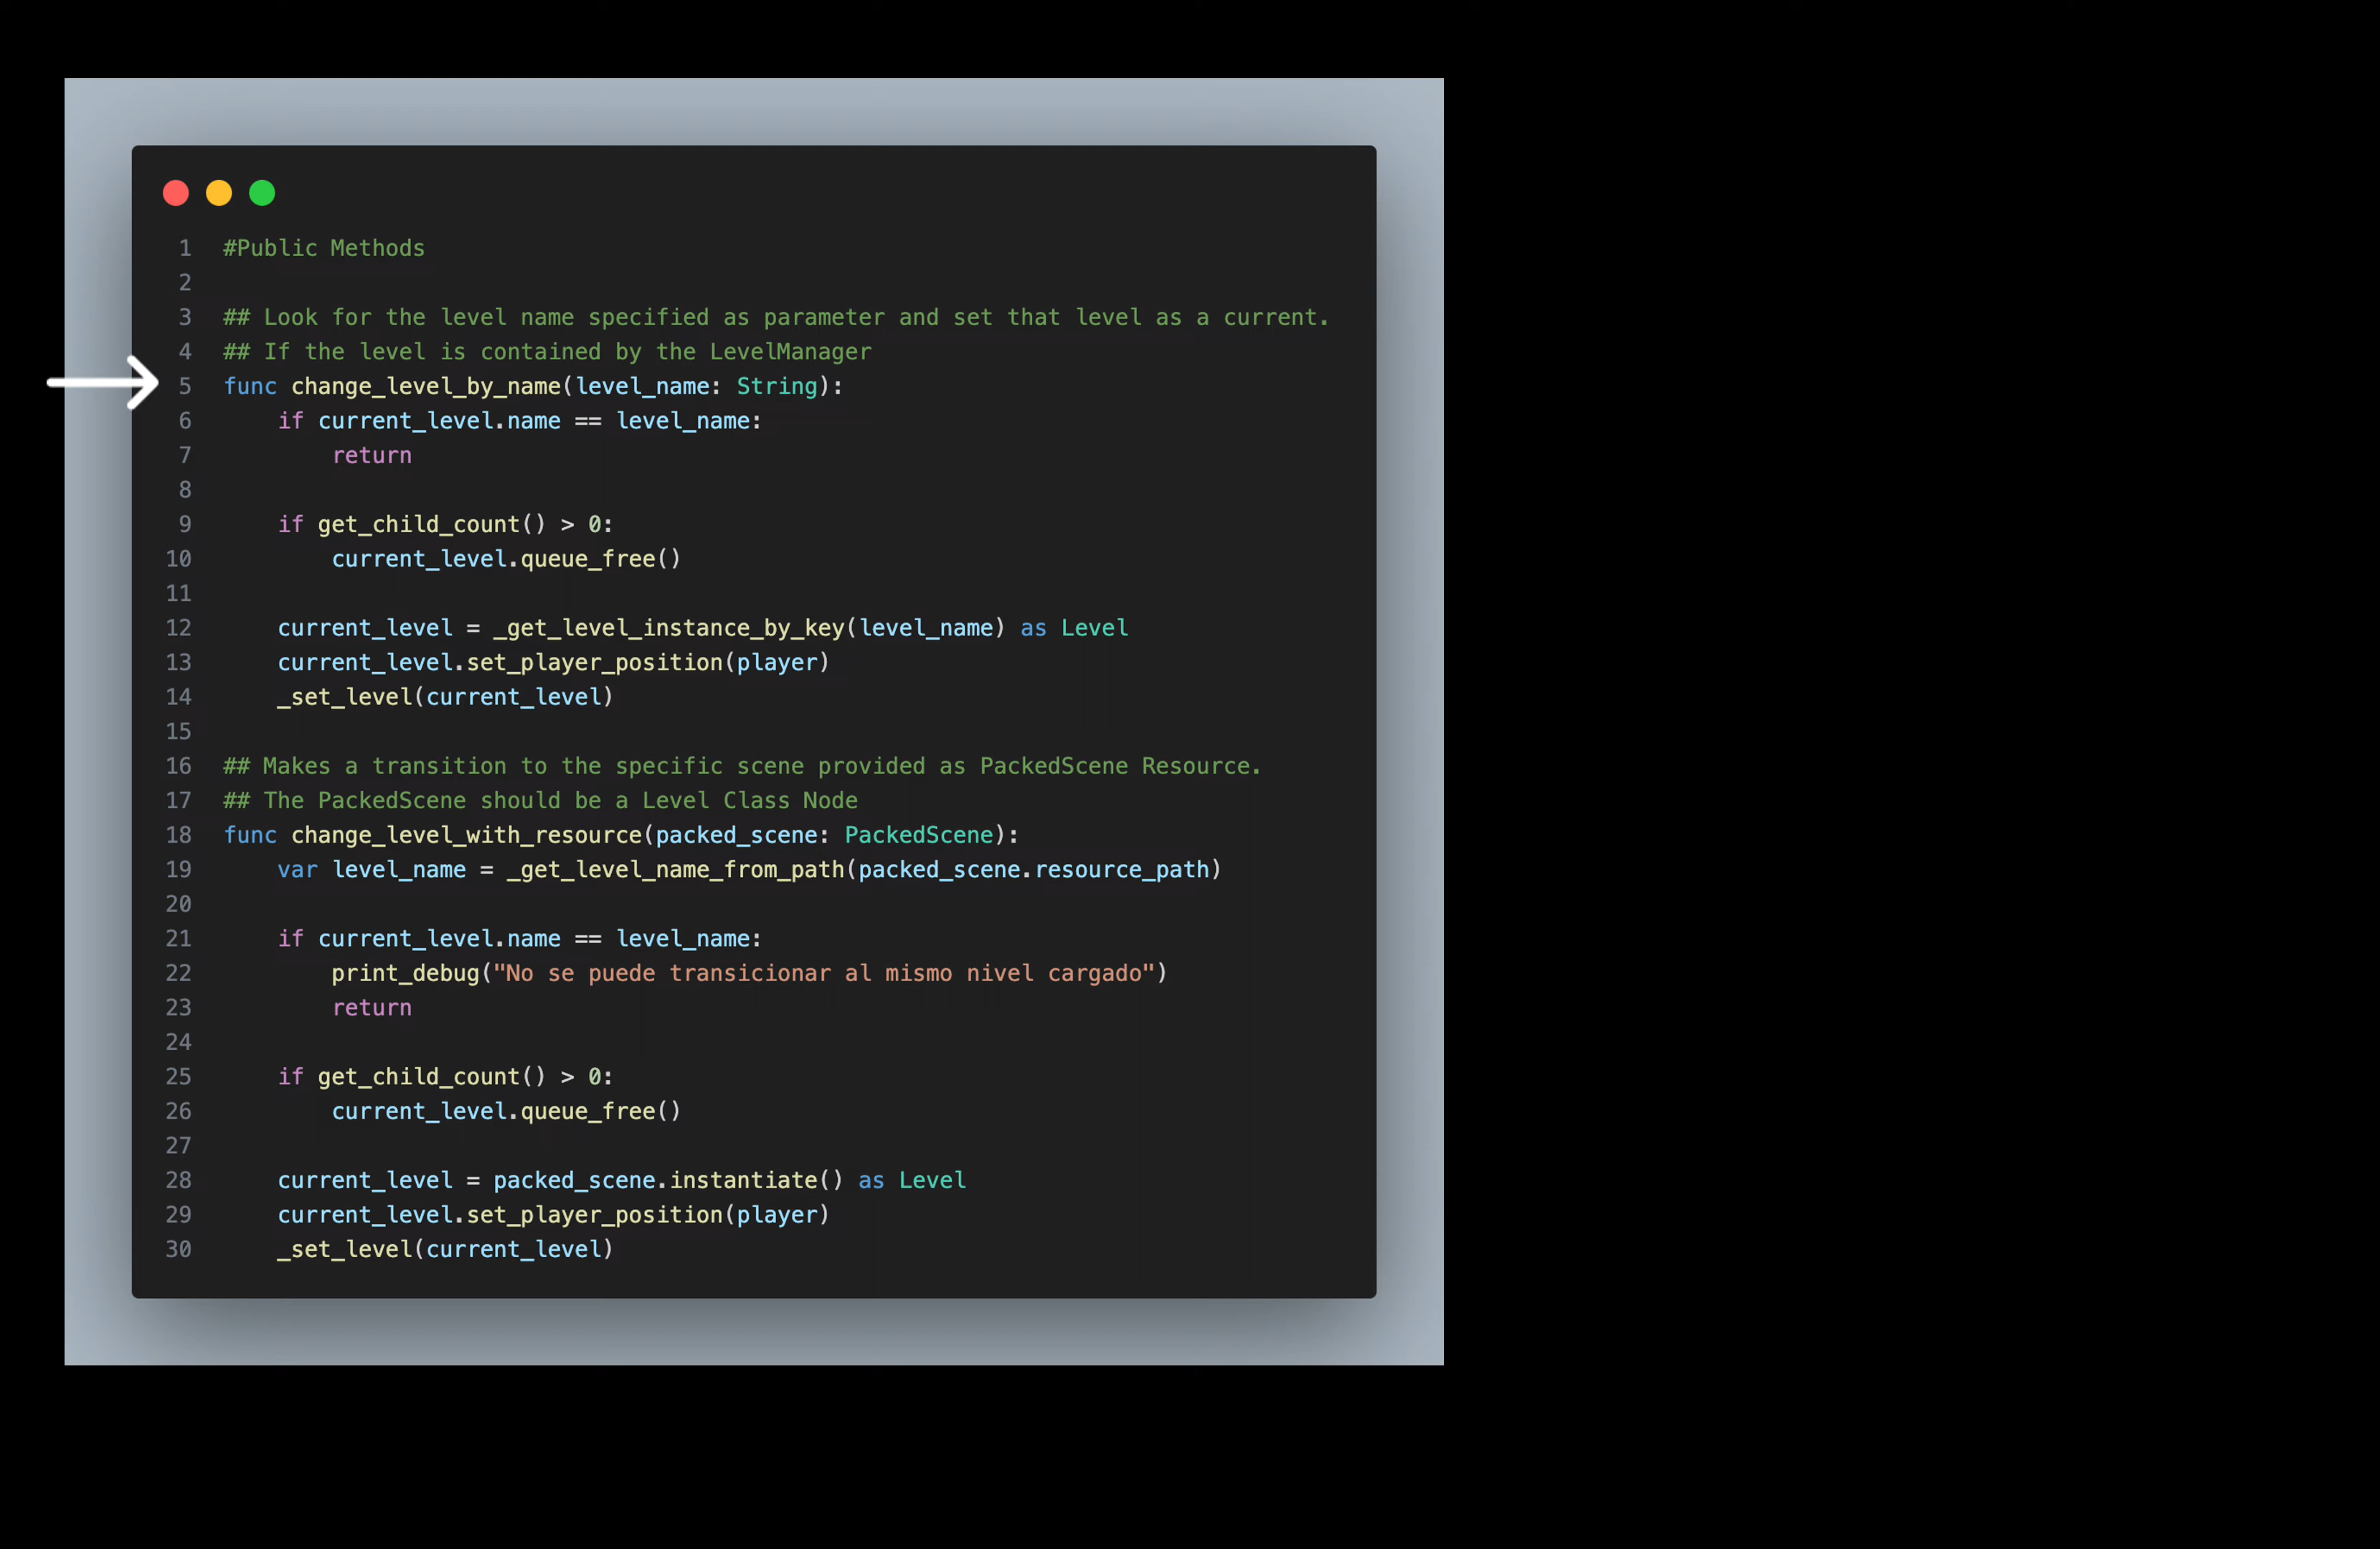 1 #Public Methods
2
3 ## Look for the level name specified as parameter and set that level as a current.
4 ## If the level is contained by the LevelManager
5 func change_level_by_name(level_name: String):
6     if current_level.name == level_name:
7         return
8
9     if get_child_count() > 0:
10         current_level.queue_free()
11
12     current_level = _get_level_instance_by_key(level_name) as Level
13     current_level.set_player_position(player)
14     _set_level(current_level)
15
16 ## Makes a transition to the specific scene provided as PackedScene Resource.
17 ## The PackedScene should be a Level Class Node
18 func change_level_with_resource(packed_scene: PackedScene):
19     var level_name = _get_level_name_from_path(packed_scene.resource_path)
20
21     if current_level.name == level_name:
22         print_debug("No se puede transicionar al mismo nivel cargado")
23         return
24
25     if get_child_count() > 0:
26         current_level.queue_free()
27
28     current_level = packed_scene.instantiate() as Level
29     current_level.set_player_position(player)
30     _set_level(current_level)